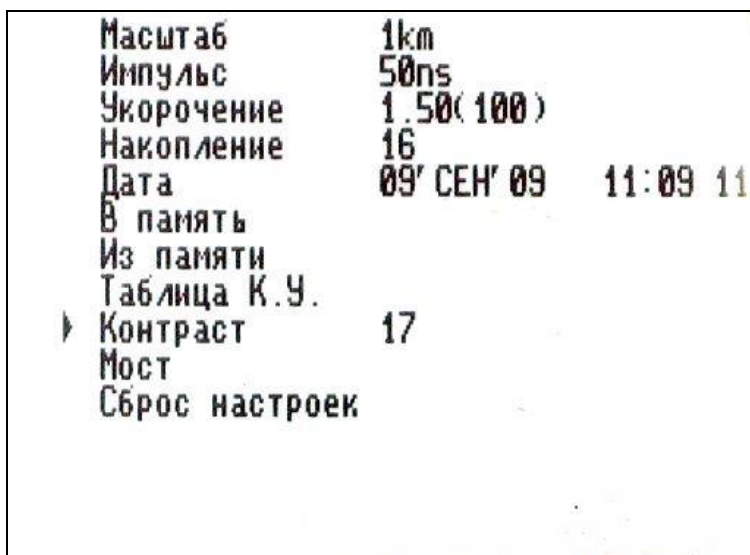 Масштаб 1km
Импульс 50ns
Укорочение 1.50(100)
Накопление 16
Дата 09' СЕН' 09 11:09 11
В память
Из памяти
Таблица К.У.
Контраст 17
Мост
Сброс настроек